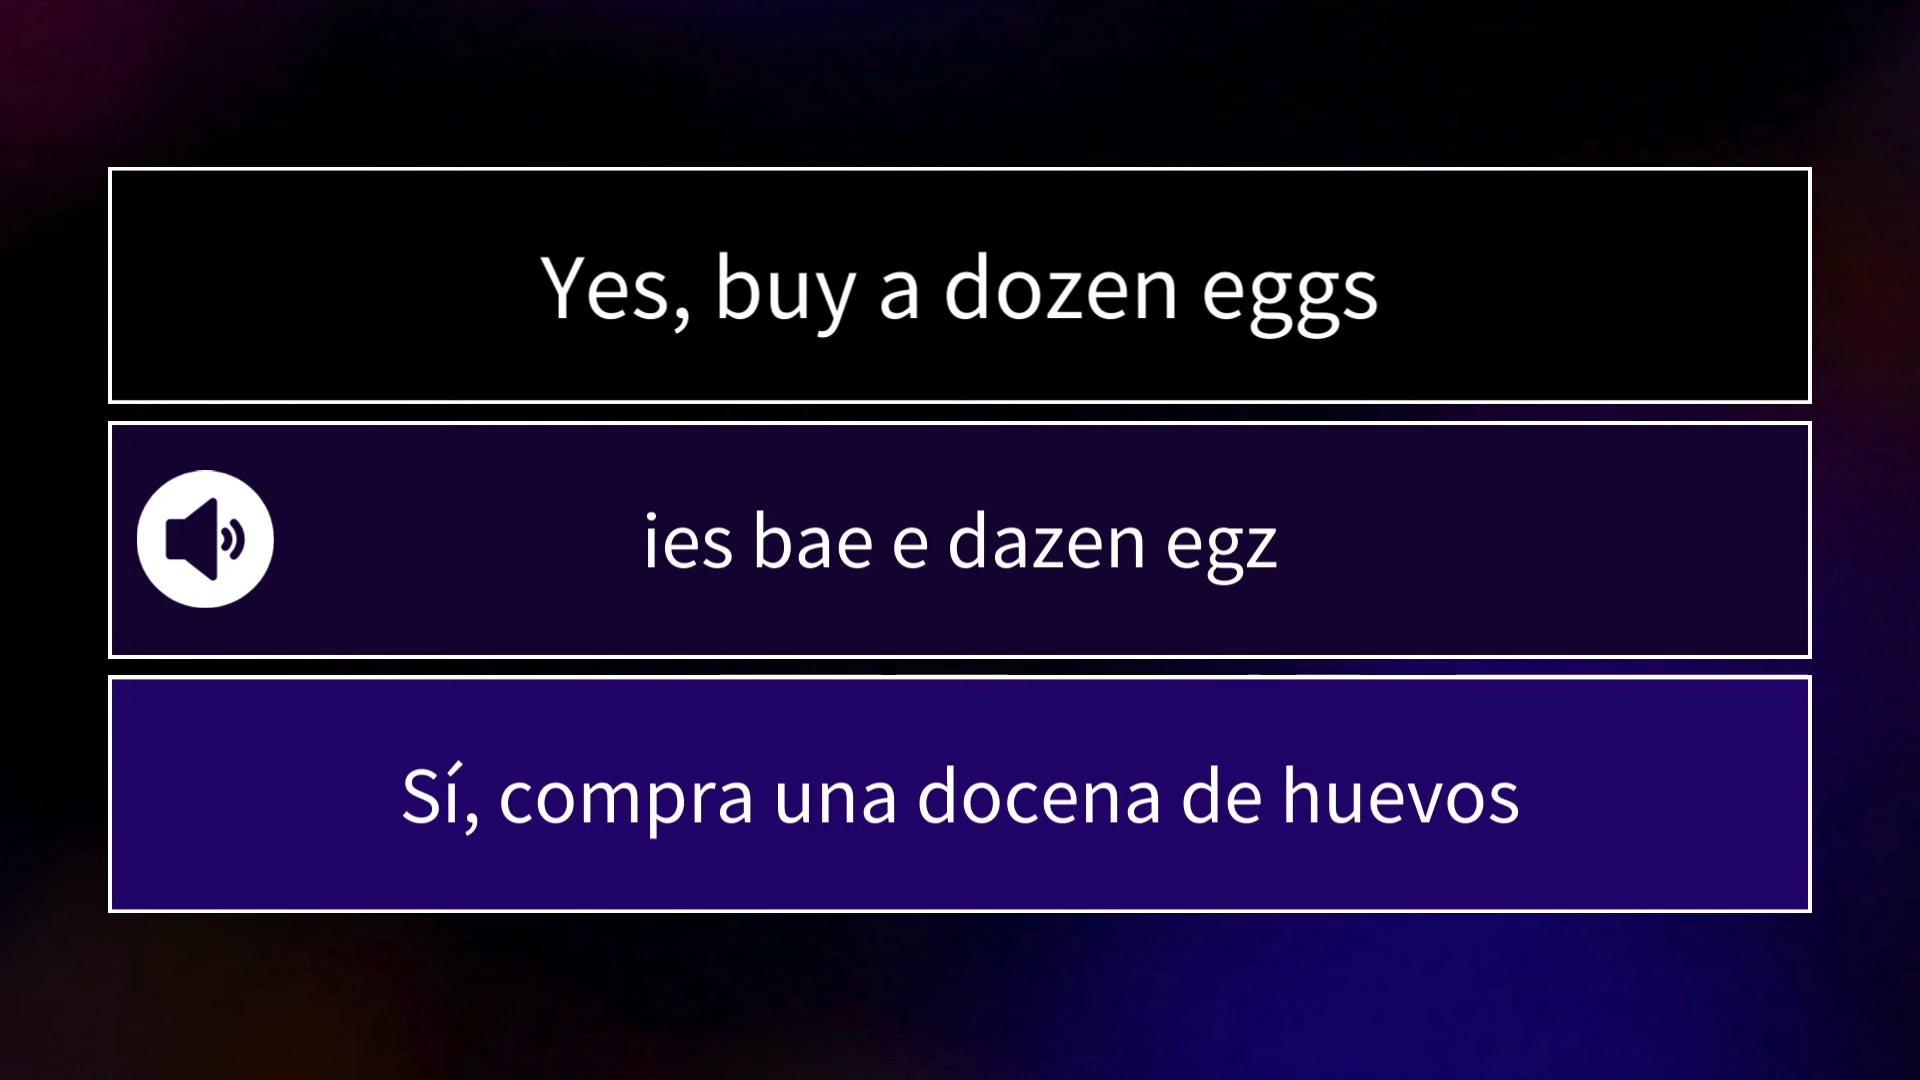 Yes, buy a dozen eggs
ies bae e dazen egz
Sí, compra una docena de huevos